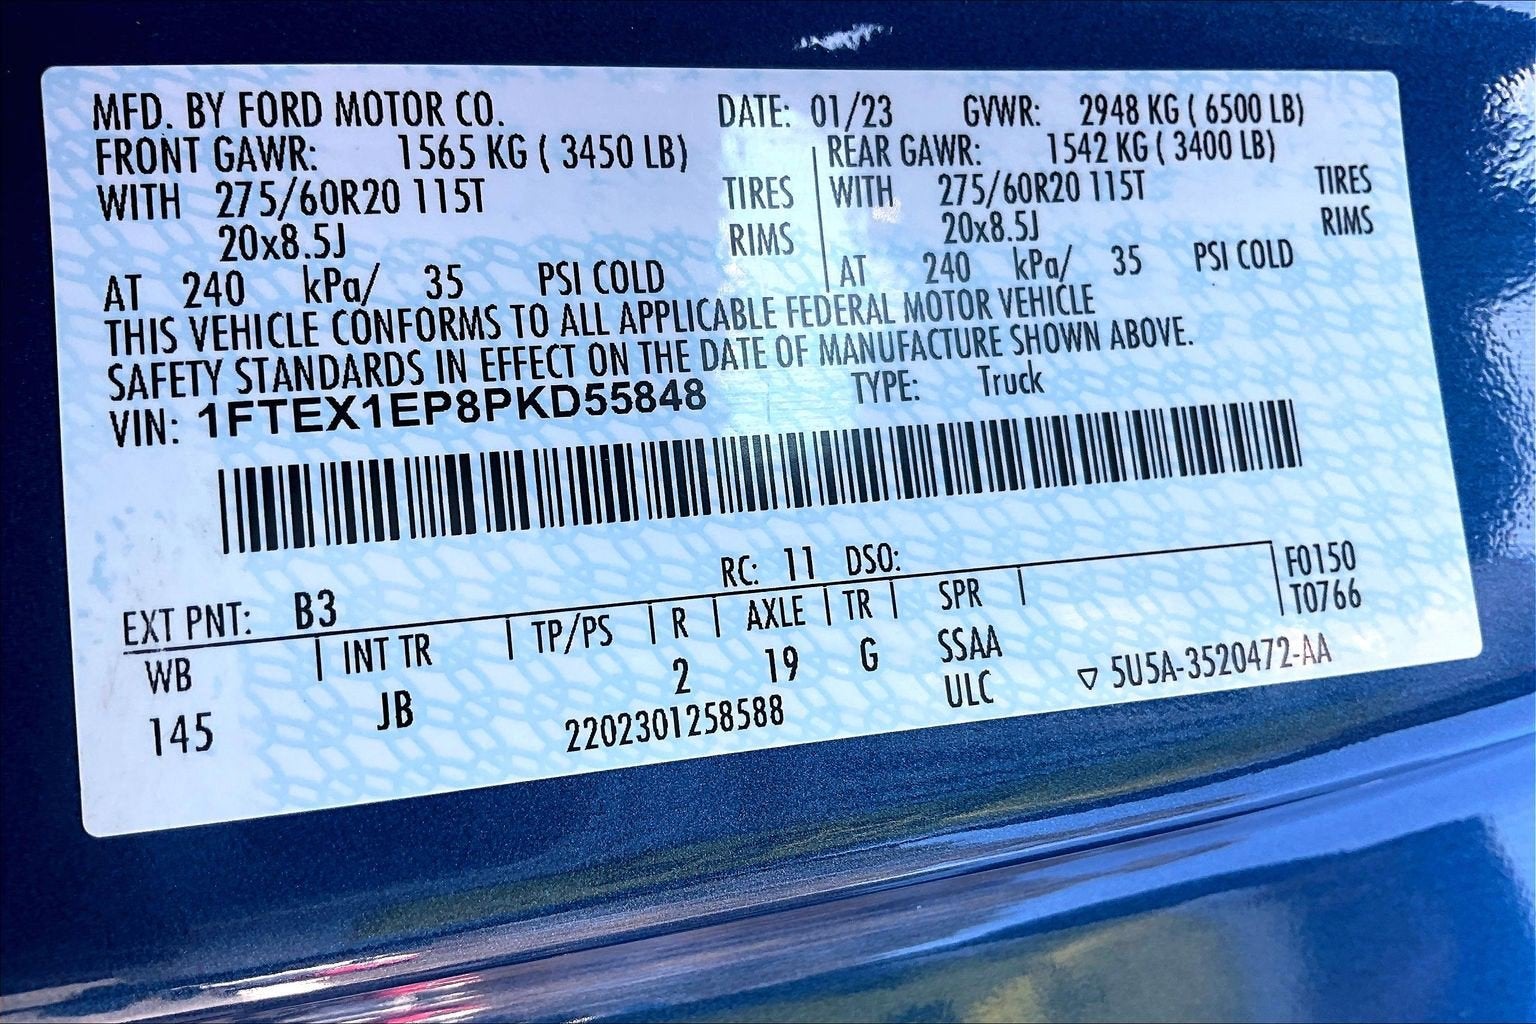 MFD. BY FORD MOTOR CO. DATE: 01/23 GVWR: 2948 KG ( 6500 LB)
FRONT GAWR: 1565 KG ( 3450 LB) REAR GAWR: 1542 KG ( 3400 LB)
WITH 275/60R20 115T TIRES WITH 275/60R20 115T TIRES
20x8.5J RIMS 20x8.5J RIMS
AT 240 kPa/ 35 PSI COLD AT 240 kPa/ 35 PSI COLD
THIS VEHICLE CONFORMS TO ALL APPLICABLE FEDERAL MOTOR VEHICLE
SAFETY STANDARDS IN EFFECT ON THE DATE OF MANUFACTURE SHOWN ABOVE.
VIN: 1FTEX1EP8PKD55848 TYPE: Truck
RC: 11 DSO:
EXT PNT: B3 F0150
WB INT TR TP/PS R AXLE TR SPR T0766
145 JB 2 19 G SSAA
ULC ▽ 5U5A-3520472-AA
2202301258588